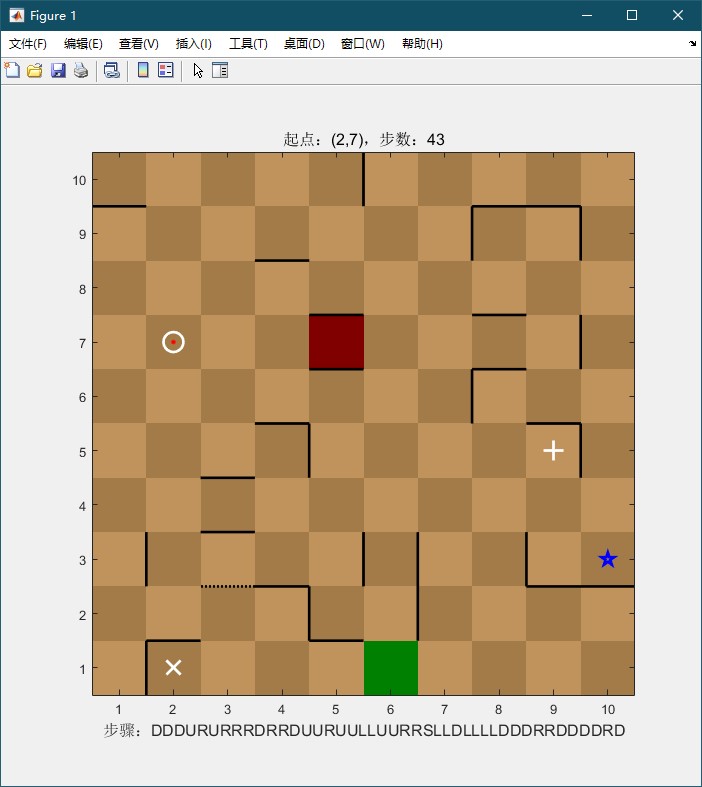 Figure 1
文件(F) 编辑(E) 查看(V) 插入(I) 工具(T) 桌面(D) 窗口(W) 帮助(H)
起点：(2,7)，步数：43
10
9
8
7
6
5
4
3
2
1
1 2 3 4 5 6 7 8 9 10
步骤：DDDURURRRDRRDUURUULLUURRSLLDLLLLDDDRRDDDDRD